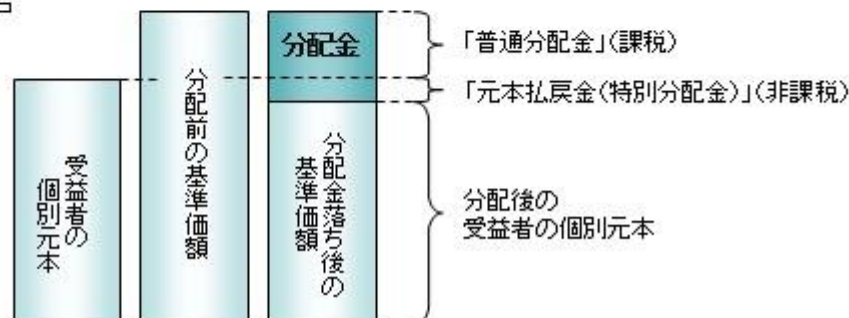 受益者の
個別元本
分配前の基準価額
分配金
分配金落ち後の
基準価額
「普通分配金」(課税)
「元本払戻金(特別分配金)」(非課税)
分配後の
受益者の個別元本